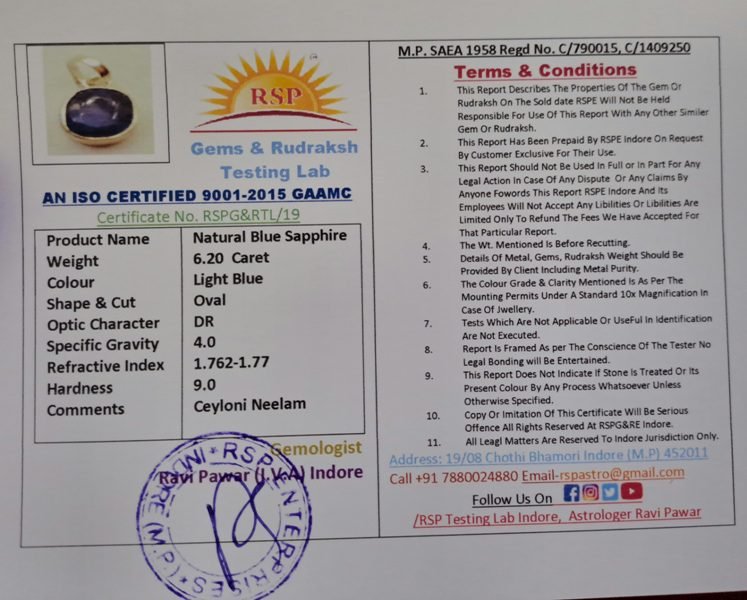 RSP
Gems & Rudraksh
Testing Lab
AN ISO CERTIFIED 9001-2015 GAAMC
Certificate No. RSPG&RTL/19
Product Name Natural Blue Sapphire
Weight 6.20 Caret
Colour Light Blue
Shape & Cut Oval
Optic Character DR
Specific Gravity 4.0
Refractive Index 1.762-1.77
Hardness 9.0
Comments Ceyloni Neelam
Gemologist
Ravi Pawar (I.V.A) Indore
RSP ENTERPRISES * INDORE (M.P.) *
M.P. SAEA 1958 Regd No. C/790015, C/1409250
Terms & Conditions
1. This Report Describes The Properties Of The Gem Or
Rudraksh On The Sold date RSPE Will Not Be Held
Responsible For Use Of This Report With Any Other Similer
Gem Or Rudraksh.
2. This Report Has Been Prepaid By RSPE Indore On Request
By Customer Exclusive For Their Use.
3. This Report Should Not Be Used In Full or In Part For Any
Legal Action In Case Of Any Dispute Or Any Claims By
Anyone Fowords This Report RSPE Indore And Its
Employees Will Not Accept Any Libilities Or Libilities Are
Limited Only To Refund The Fees We Have Accepted For
That Particular Report.
4. The Wt. Mentioned Is Before Recutting.
5. Details Of Metal, Gems, Rudraksh Weight Should Be
Provided By Client Including Metal Purity.
6. The Colour Grade & Clarity Mentioned Is As Per The
Mounting Permits Under A Standard 10x Magnification In
Case Of Jwellery.
7. Tests Which Are Not Applicable Or UseFul In Identification
Are Not Executed.
8. Report Is Framed As per The Conscience Of The Tester No
Legal Bonding will Be Entertained.
9. This Report Does Not Indicate If Stone Is Treated Or Its
Present Colour By Any Process Whatsoever Unless
Otherwise Specified.
10. Copy Or Imitation Of This Certificate Will Be Serious
Offence All Rights Reserved At RSPG&RE Indore.
11. All Leagl Matters Are Reserved To Indore Jurisdiction Only.
Address: 19/08 Chothi Bhamori Indore (M.P) 452011
Call +91 7880024880 Email-rspastro@gmail.com
Follow Us On
/RSP Testing Lab Indore, Astrologer Ravi Pawar